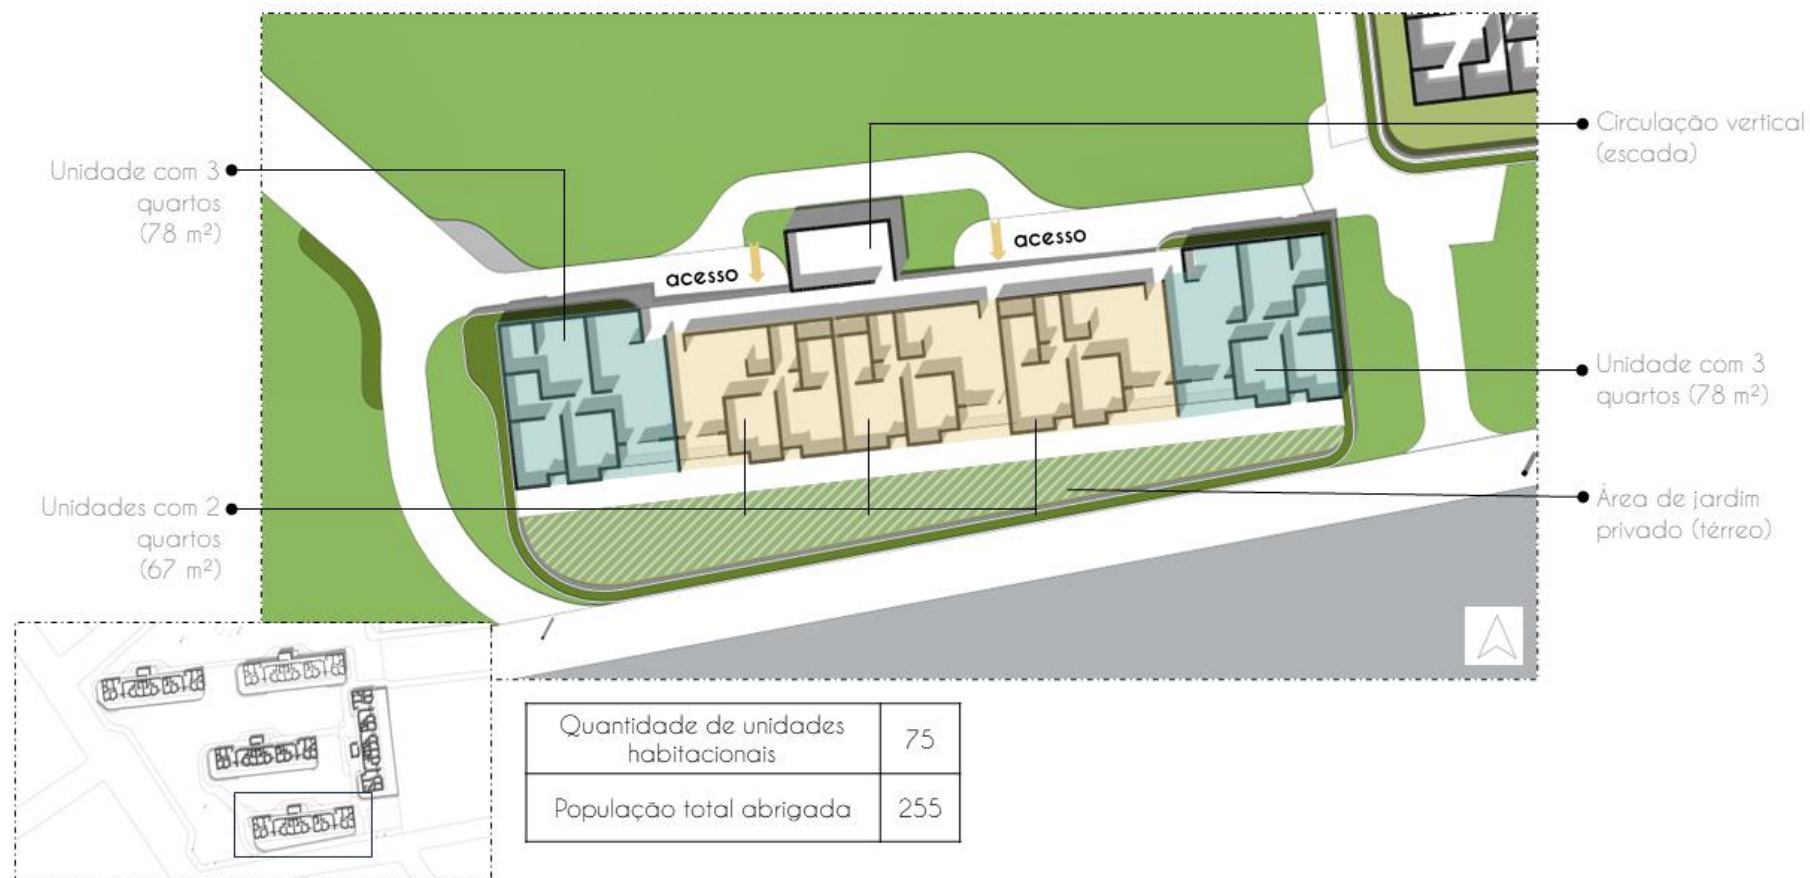 Unidade com 3
quartos
(78 m²)
Circulação vertical
(escada)
acesso
acesso
Unidade com 3
quartos (78 m²)
Unidades com 2
quartos
(67 m²)
Área de jardim
privado (térreo)
Quantidade de unidades
habitacionais
75
População total abrigada
255